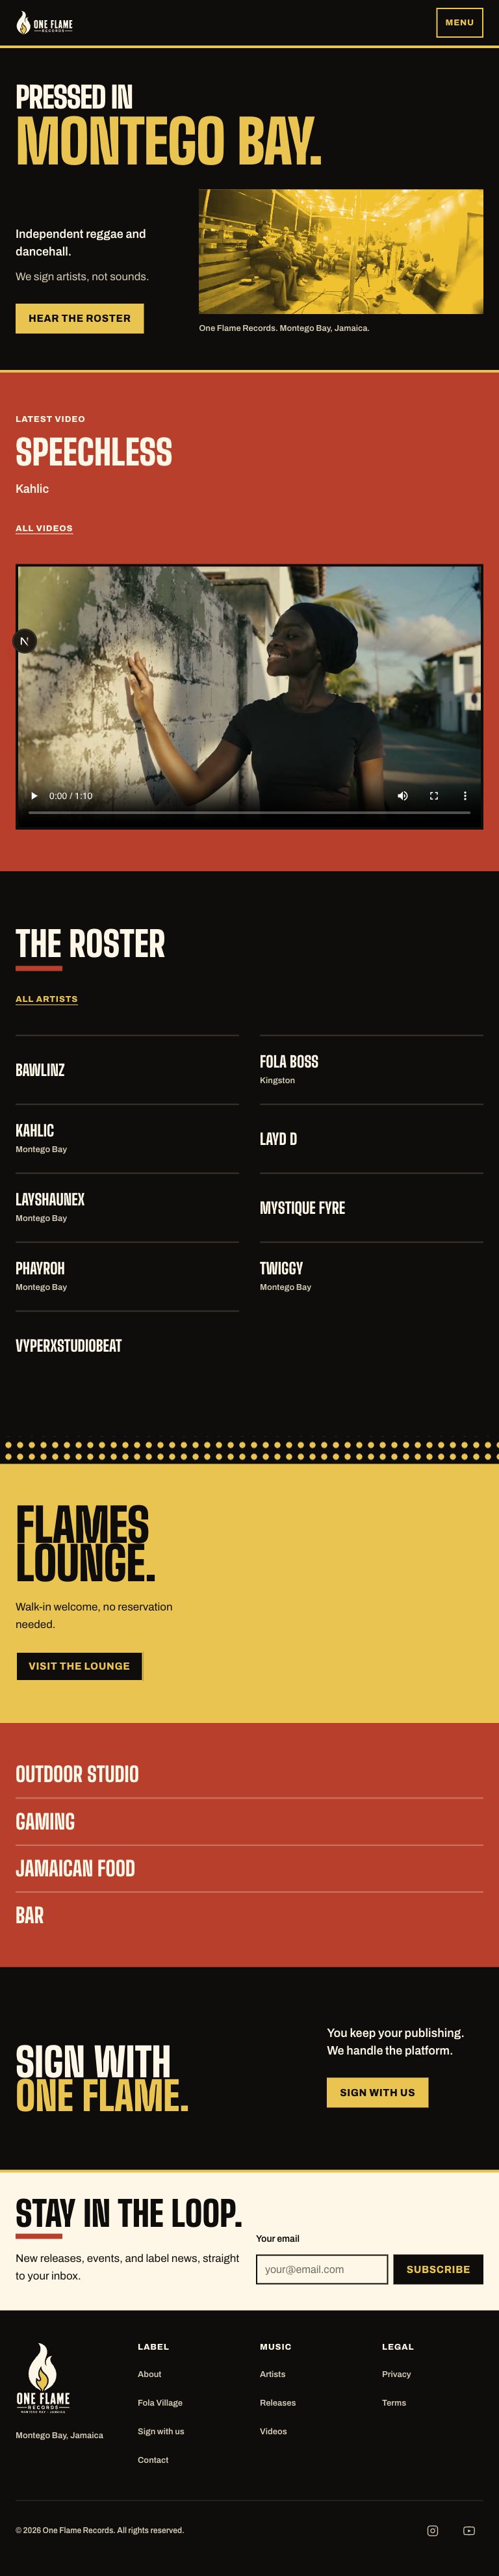 ONE FLAME
RECORDS
MENU
PRESSED IN
MONTEGO BAY.
Independent reggae and
dancehall.
We sign artists, not sounds.
HEAR THE ROSTER
One Flame Records. Montego Bay, Jamaica.
LATEST VIDEO
SPEECHLESS
Kahlic
ALL VIDEOS
N
0:00 / 1:10
THE ROSTER
ALL ARTISTS
BAWLINZ
FOLA BOSS
Kingston
KAHLIC
Montego Bay
LAYD D
LAYSHAUNEX
Montego Bay
MYSTIQUE FYRE
PHAYROH
Montego Bay
TWIGGY
Montego Bay
VYPERXSTUDIOBEAT
FLAMES
LOUNGE.
Walk-in welcome, no reservation
needed.
VISIT THE LOUNGE
OUTDOOR STUDIO
GAMING
JAMAICAN FOOD
BAR
SIGN WITH
ONE FLAME.
You keep your publishing.
We handle the platform.
SIGN WITH US
STAY IN THE LOOP.
New releases, events, and label news, straight
to your inbox.
Your email
your@email.com
SUBSCRIBE
ONE FLAME
RECORDS
MONTEGO BAY · JAMAICA
Montego Bay, Jamaica
LABEL
About
Fola Village
Sign with us
Contact
MUSIC
Artists
Releases
Videos
LEGAL
Privacy
Terms
© 2026 One Flame Records. All rights reserved.